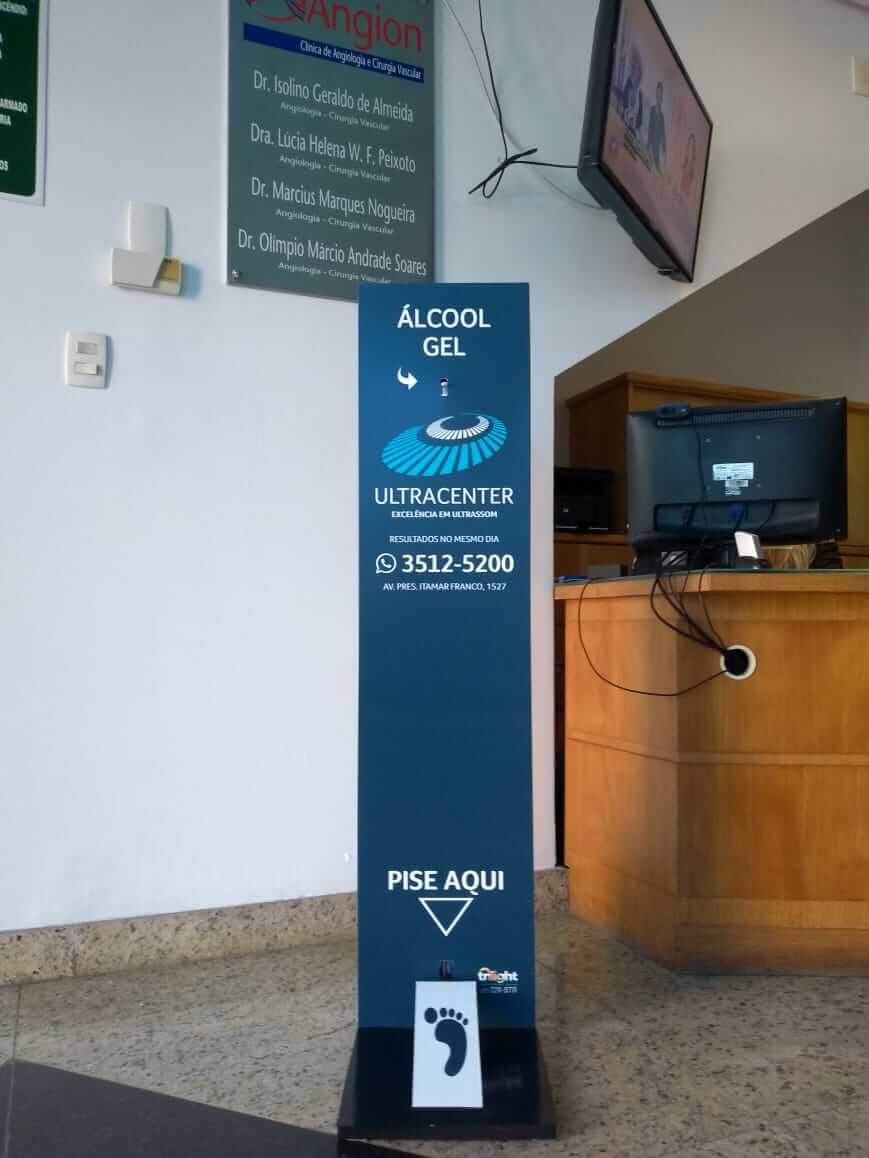 ARMADO
Angion
Clínica de Angiologia e Cirurgia Vascular
Dr. Isolino Geraldo de Almeida
Angiologia - Cirurgia Vascular
Dra. Lúcia Helena W. F. Peixoto
Angiologia - Cirurgia Vascular
Dr. Marcius Marques Nogueira
Angiologia - Cirurgia Vascular
Dr. Olimpio Márcio Andrade Soares
Angiologia - Cirurgia Vascular
ÁLCOOL
GEL
ULTRACENTER
EXCELÊNCIA EM ULTRASSOM
RESULTADOS NO MESMO DIA
3512-5200
AV. PRES. ITAMAR FRANCO, 1527
PISE AQUI